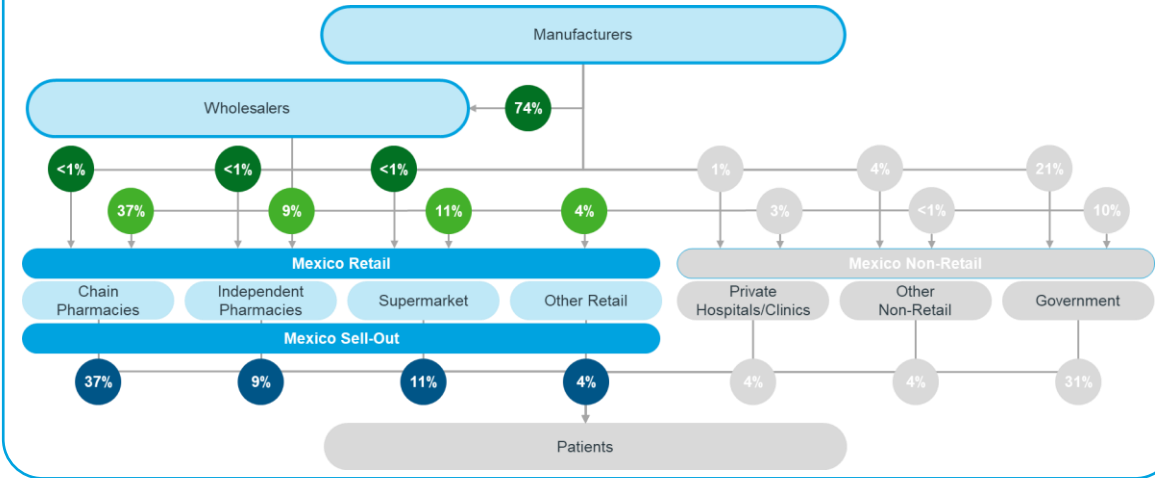 Manufacturers
Wholesalers
74%
<1%
<1%
<1%
1%
4%
21%
37%
9%
11%
4%
3%
<1%
10%
Mexico Retail
Mexico Non-Retail
Chain
Pharmacies
Independent
Pharmacies
Supermarket
Other Retail
Private
Hospitals/Clinics
Other
Non-Retail
Government
Mexico Sell-Out
37%
9%
11%
4%
4%
4%
31%
Patients